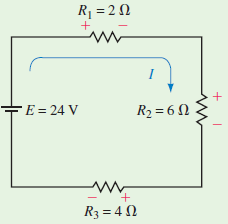 R₁ = 2 Ω
+ −
I
E = 24 V
R₂ = 6 Ω
+
−
− +
R₃ = 4 Ω